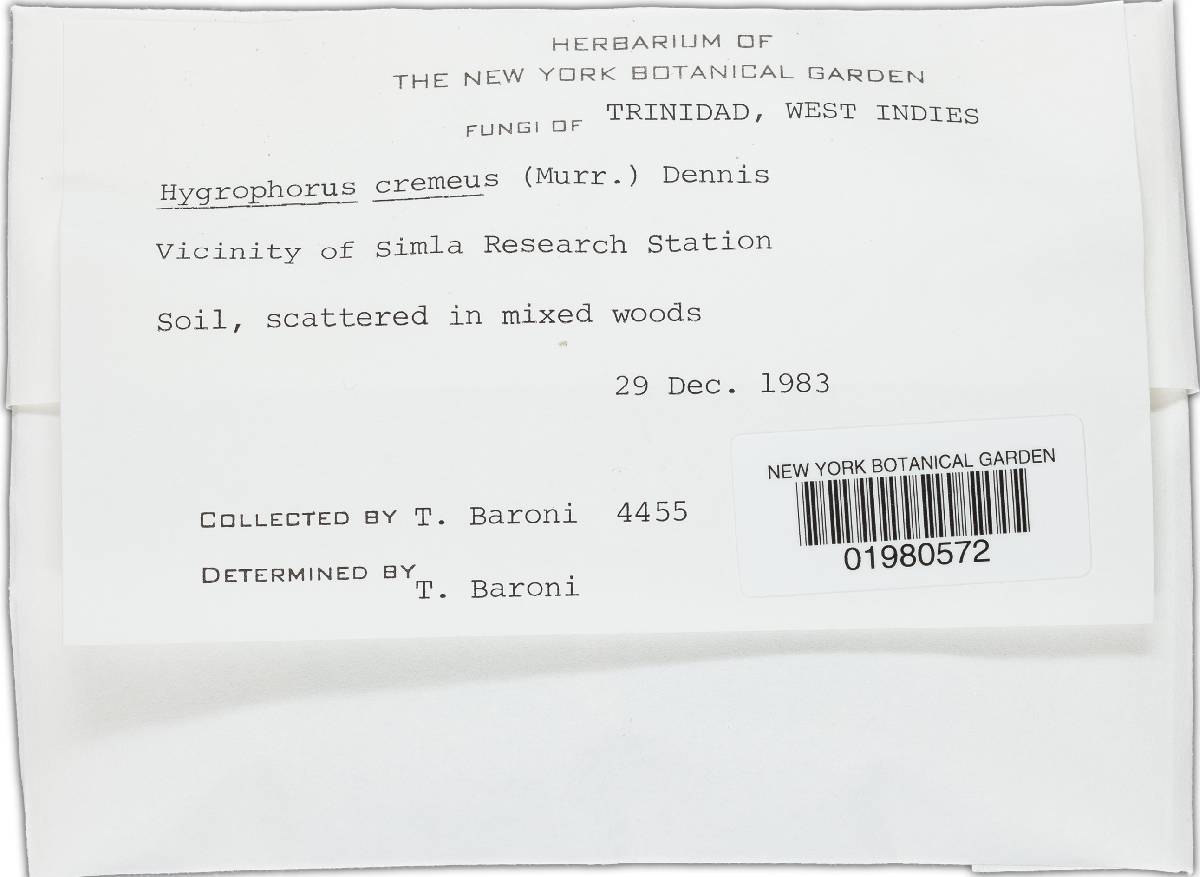 HERBARIUM OF
THE NEW YORK BOTANICAL GARDEN
FUNGI OF TRINIDAD, WEST INDIES
Hygrophorus cremeus (Murr.) Dennis
Vicinity of Simla Research Station
Soil, scattered in mixed woods
29 Dec. 1983
NEW YORK BOTANICAL GARDEN
01980572
COLLECTED BY T. Baroni 4455
DETERMINED BY T. Baroni